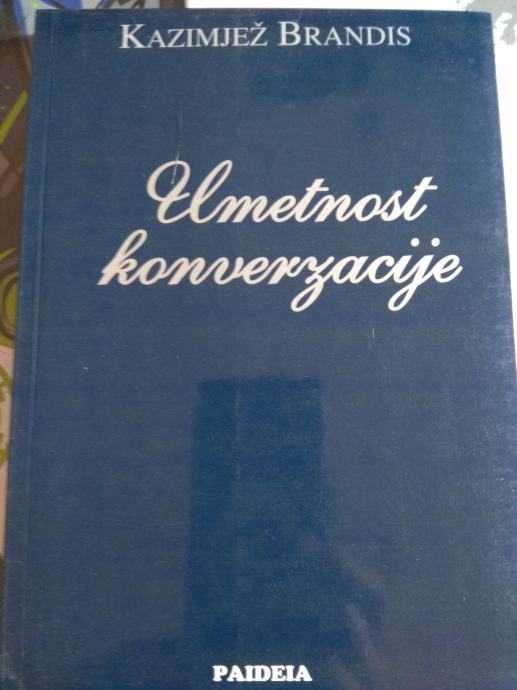 KAZIMJEŽ BRANDIS
Umetnost
konverzacije
PAIDEIA